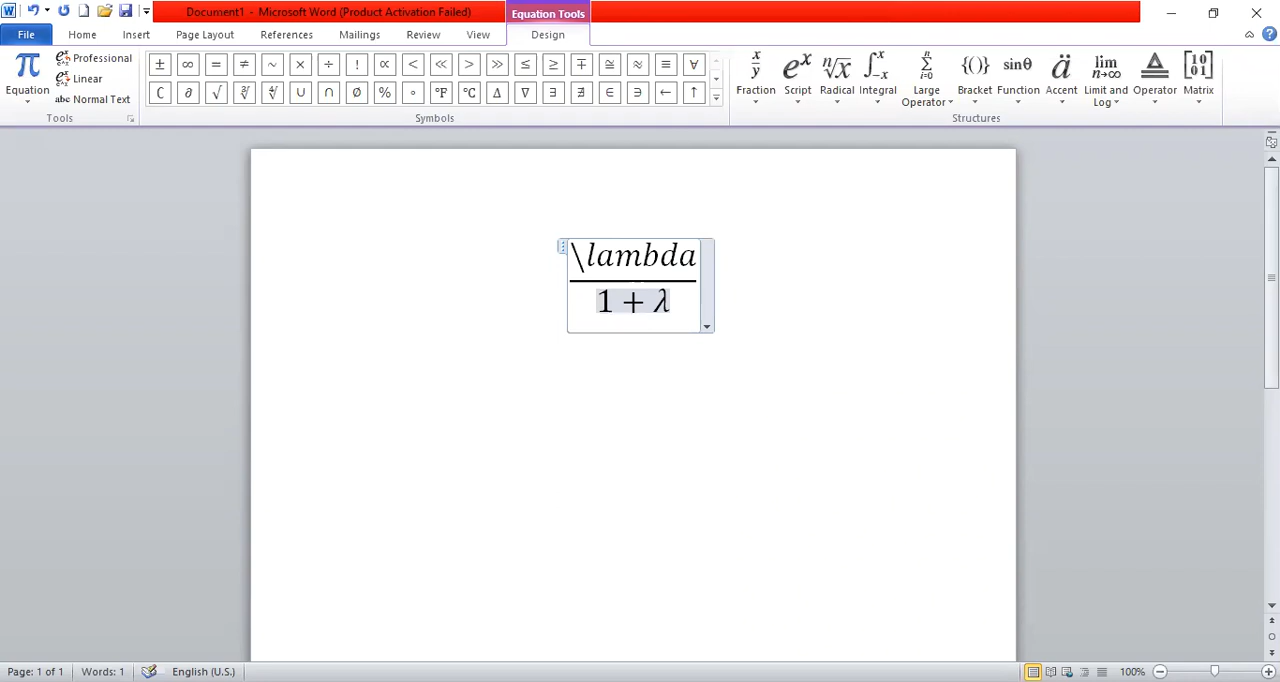 Document1 - Microsoft Word (Product Activation Failed)
Equation Tools
File Home Insert Page Layout References Mailings Review View Design
Equation
Professional
Linear
abc Normal Text
Tools
± ∞ = ≠ ~ × ÷ ! ∝ < ≪ > ≫ ≤ ≥ ∓ ≅ ≈ ≡ ∀
∁ ∂ √ ∛ ∜ ∪ ∩ ∅ % ° °F °C ∆ ∇ ∃ ∄ ∈ ∋ ← ↑
Symbols
Fraction Script Radical Integral Large Operator Bracket Function Accent Limit and Log Operator Matrix
Structures
\lambda
1 + λ
Page: 1 of 1 Words: 1 English (U.S.) 100%